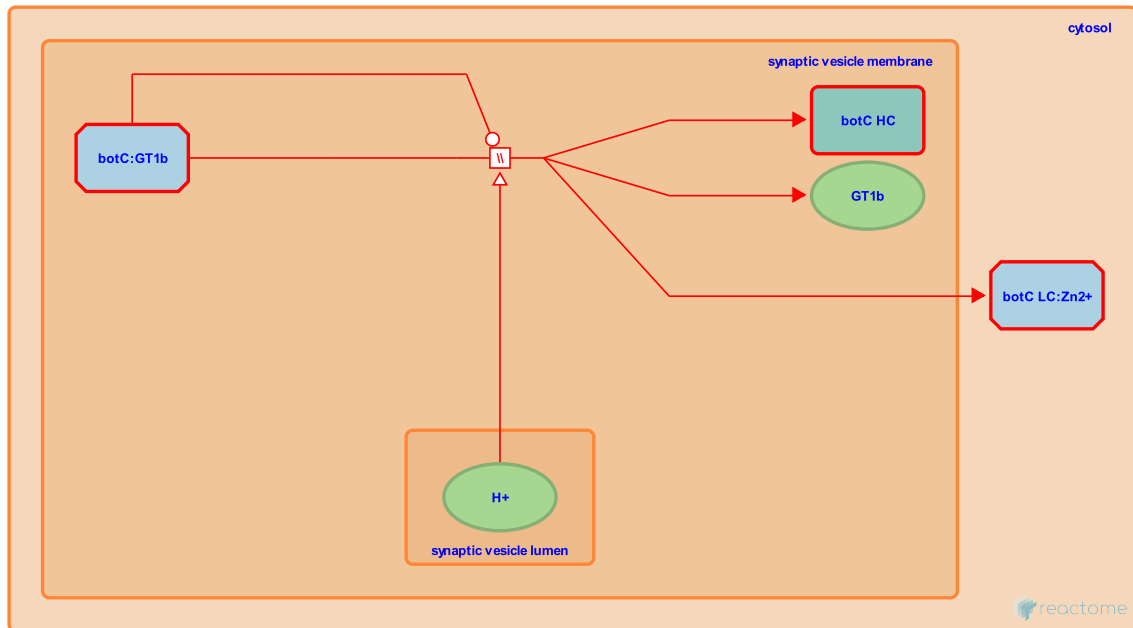 cytosol
synaptic vesicle membrane
botC HC
botC:GT1b
\\
GT1b
botC LC:Zn2+
H+
synaptic vesicle lumen
reactome